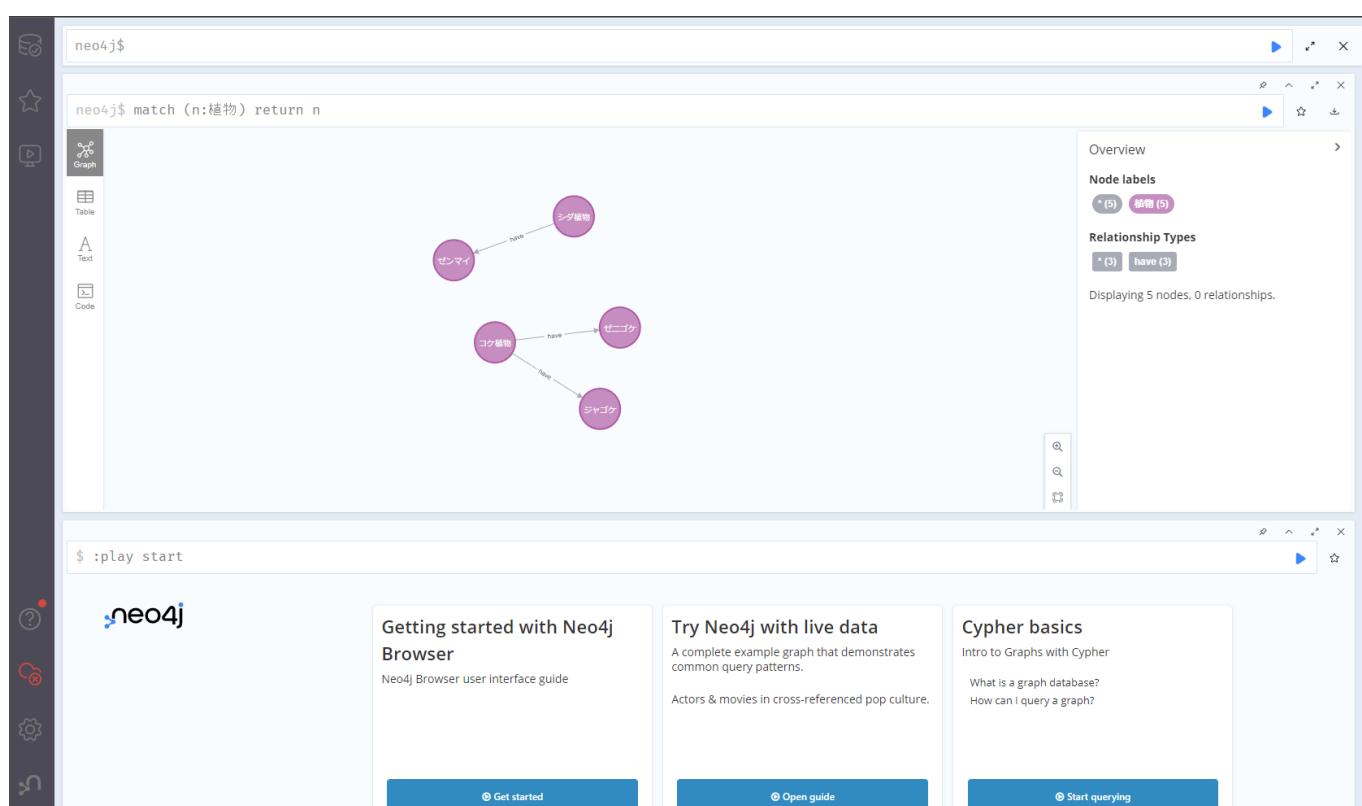 neo4j$
neo4j$ match (n:植物) return n
Graph
Table
Text
Code
シダ植物
have
ゼンマイ
コケ植物
have
ゼニゴケ
have
ジャゴケ
Overview
Node labels
* (5) 植物 (5)
Relationship Types
* (3) have (3)
Displaying 5 nodes, 0 relationships.
$ :play start
neo4j
Getting started with Neo4j
Browser
Neo4j Browser user interface guide
Get started
Try Neo4j with live data
A complete example graph that demonstrates
common query patterns.
Actors & movies in cross-referenced pop culture.
Open guide
Cypher basics
Intro to Graphs with Cypher
What is a graph database?
How can I query a graph?
Start querying